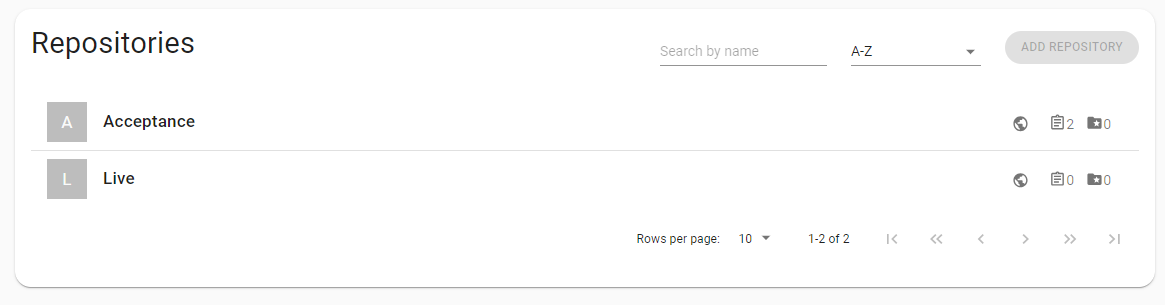 Repositories
Search by name
A-Z
ADD REPOSITORY
A Acceptance 2 0
L Live 0 0
Rows per page: 10 1-2 of 2